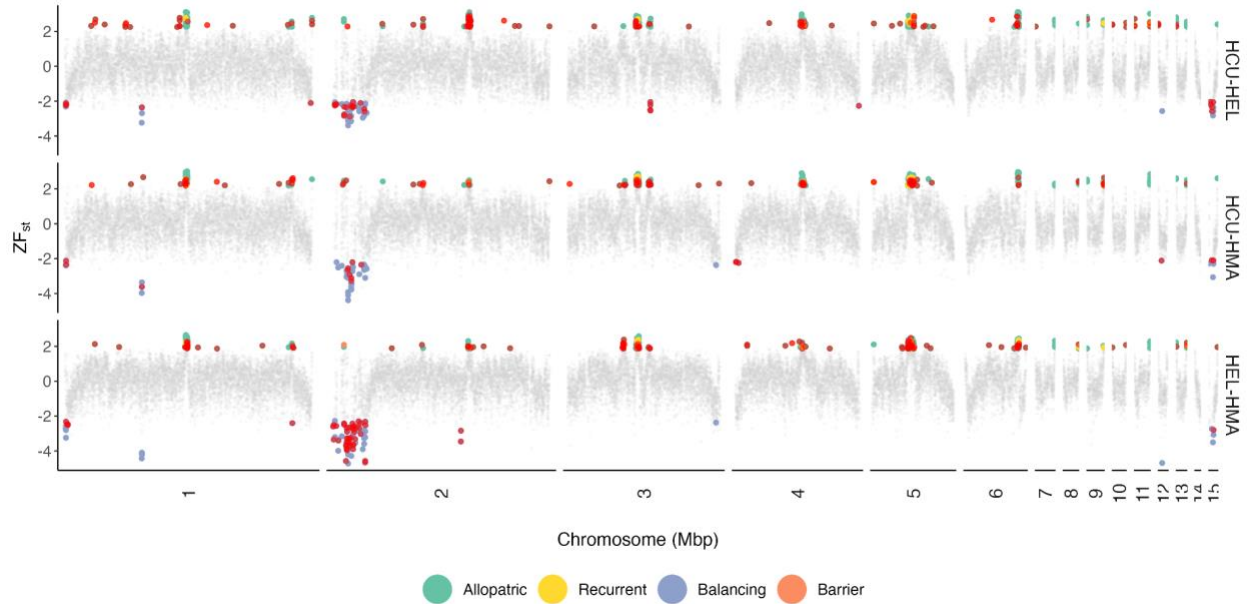 2
0
-2
-4
HCU-HEL
2
0
-2
-4
HCU-HMA
ZFst
2
0
-2
-4
HEL-HMA
1 2 3 4 5 6 7 8 9 10 11 12 13 14 15
Chromosome (Mbp)
Allopatric Recurrent Balancing Barrier